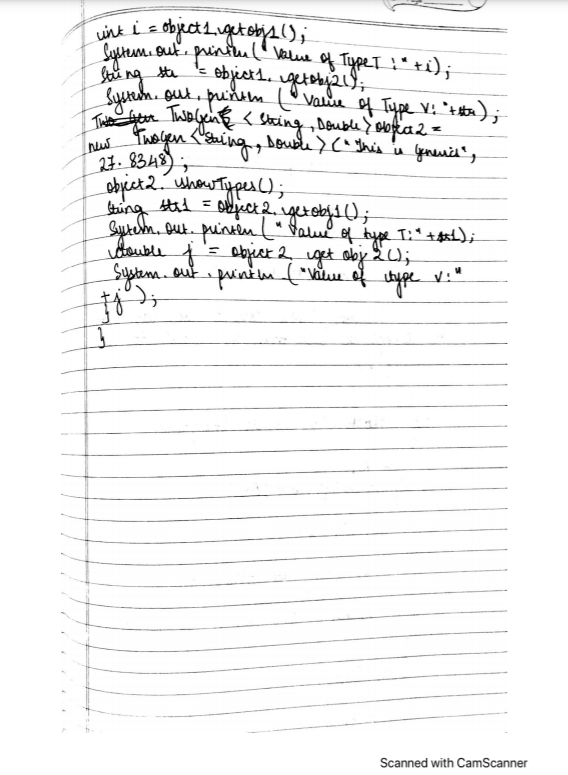 int i = object1.getobj1();
System.out.println("Value of Type T :"+i);
String str = object1.getobj2();
System.out.println("Value of Type V: "+str);
TwoGen < String, Double> object2 =
new TwoGen <String, Double>("This is Generics",
27.8348);
object2. showTypes();
String str1 = object2.getobj1();
System.out.println("Value of type T:"+str1);
double j = object2.get obj2();
System.out.println("Value of type V:"
+j );
}
}
Scanned with CamScanner